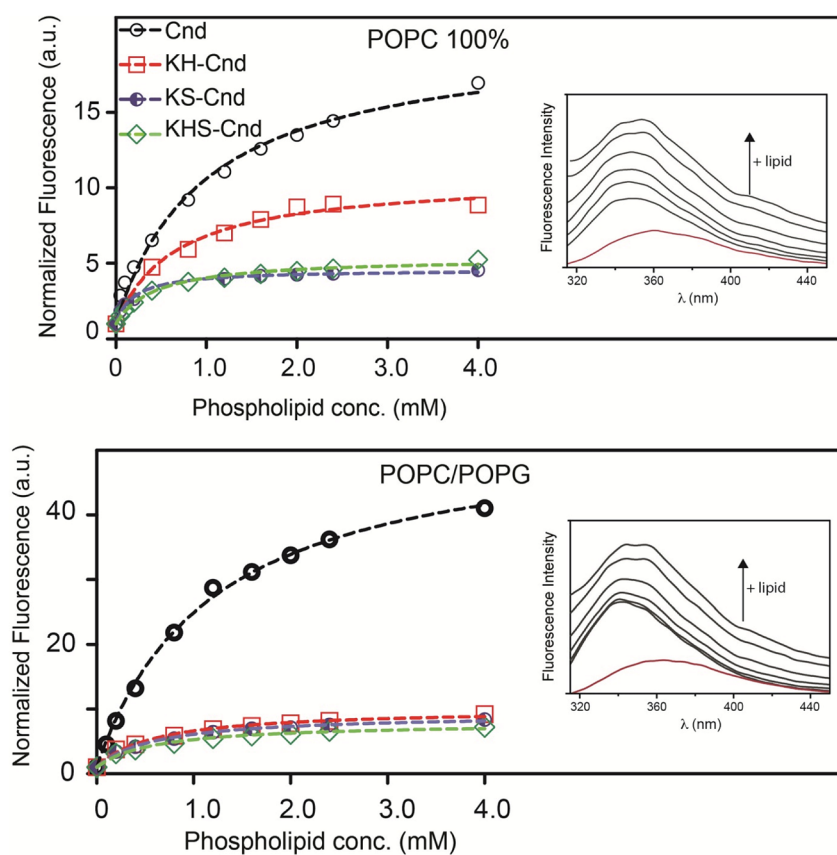 POPC 100%
Cnd
KH-Cnd
KS-Cnd
KHS-Cnd
Normalized Fluorescence (a.u.)
15
10
5
0
0
1.0
2.0
3.0
4.0
Phospholipid conc. (mM)
Fluorescence Intensity
+ lipid
320
360
400
440
λ (nm)
POPC/POPG
Normalized Fluorescence (a.u.)
40
20
0
0
1.0
2.0
3.0
4.0
Phospholipid conc. (mM)
Fluorescence Intensity
+ lipid
320
360
400
440
λ (nm)